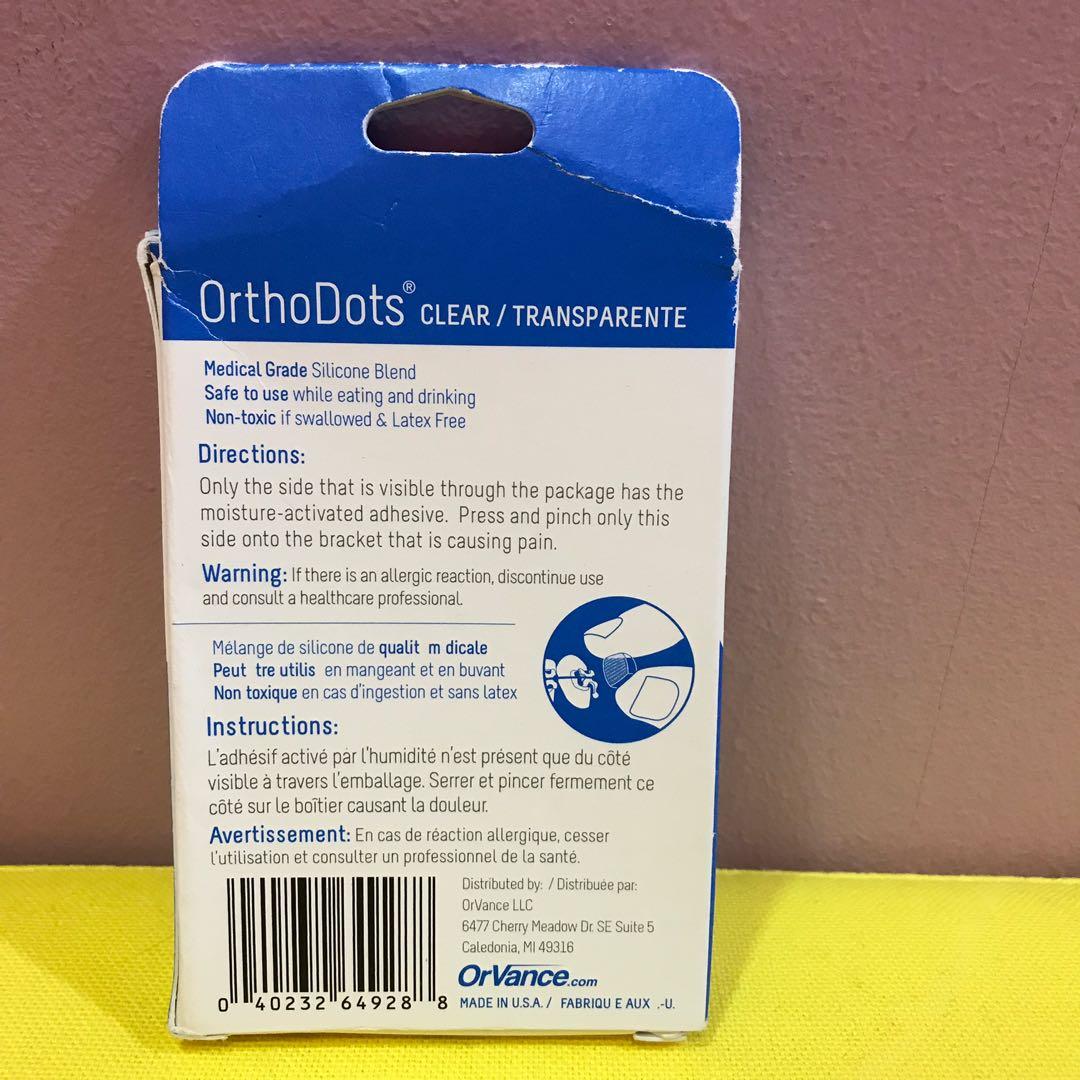 OrthoDots® CLEAR / TRANSPARENTE
Medical Grade Silicone Blend
Safe to use while eating and drinking
Non-toxic if swallowed & Latex Free
Directions:
Only the side that is visible through the package has the
moisture-activated adhesive. Press and pinch only this
side onto the bracket that is causing pain.
Warning: If there is an allergic reaction, discontinue use
and consult a healthcare professional.
Mélange de silicone de qualit m dicale
Peut tre utilis en mangeant et en buvant
Non toxique en cas d'ingestion et sans latex
Instructions:
L'adhésif activé par l'humidité n'est présent que du côté
visible à travers l'emballage. Serrer et pincer fermement ce
côté sur le boîtier causant la douleur.
Avertissement: En cas de réaction allergique, cesser
l'utilisation et consulter un professionnel de la santé.
Distributed by: / Distribuée par:
OrVance LLC
6477 Cherry Meadow Dr. SE Suite 5
Caledonia, MI 49316
OrVance.com
MADE IN U.S.A. / FABRIQU E AUX .-U.
0 40232 64928 8